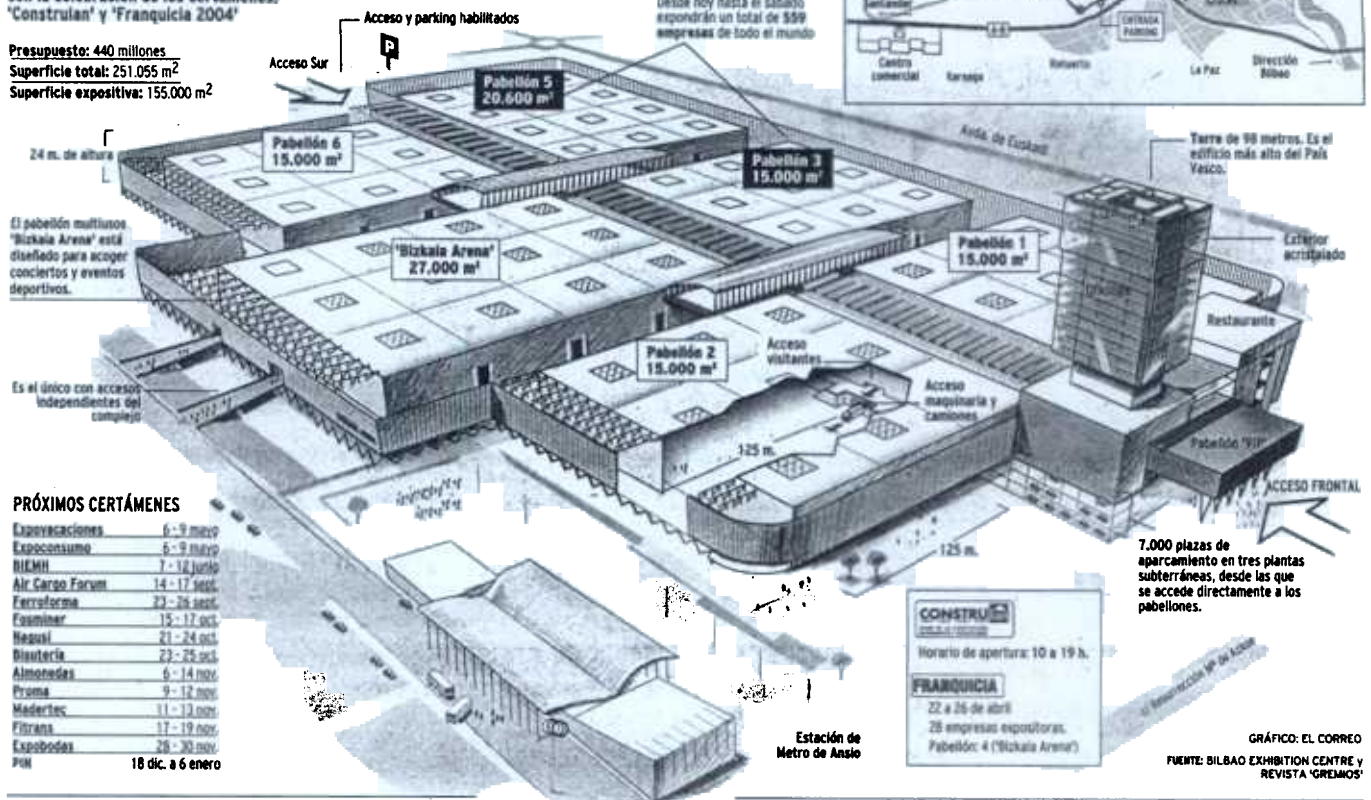 'Construlan' y 'Franquicia 2004'
Presupuesto: 440 millones
Superficie total: 251.055 m²
Superficie expositiva: 155.000 m²
Acceso y parking habilitados
P
Acceso Sur
Desde hoy hasta el sábado
expondrán un total de 559
empresas de todo el mundo
ENTRADA
PARKING
Centro
comercial
Retuerto
La Paz
Dirección
Bilbao
Avda. de Euskadi
24 m. de altura
Pabellón 5
20.600 m²
Pabellón 6
15.000 m²
Pabellón 3
15.000 m²
Torre de 98 metros. Es el
edificio más alto del País
Vasco.
El pabellón multiusos
'Bizkaia Arena' está
diseñado para acoger
conciertos y eventos
deportivos.
'Bizkaia Arena'
27.000 m²
Pabellón 1
15.000 m²
Exterior
acristalado
Restaurante
Pabellón 2
15.000 m²
Acceso
visitantes
Acceso
maquinaria y
camiones
125 m.
Es el único con accesos
independientes del
complejo
Pabellón 'VIP'
ACCESO FRONTAL
125 m.
7.000 plazas de
aparcamiento en tres plantas
subterráneas, desde las que
se accede directamente a los
pabellones.
PRÓXIMOS CERTÁMENES
Expovacaciones 6 - 9 mayo
Expoconsumo 6 - 9 mayo
BIEMH 7 - 12 junio
Air Cargo Forum 14 - 17 sept.
Ferroforma 23 - 26 sept.
Fosminer 15 - 17 oct.
Nagusi 21 - 24 oct.
Bisutería 23 - 25 oct.
Almonedas 6 - 14 nov.
Proma 9 - 12 nov.
Madertec 11 - 13 nov.
Fitrans 17 - 19 nov.
Expobodas 28 - 30 nov.
PIN 18 dic. a 6 enero
CONSTRU
Horario de apertura: 10 a 19 h.
FRANQUICIA
22 a 26 de abril
28 empresas expositoras.
Pabellón: 4 ('Bizkaia Arena')
Estación de
Metro de Ansio
GRÁFICO: EL CORREO
FUENTE: BILBAO EXHIBITION CENTRE y
REVISTA 'GREMIOS'